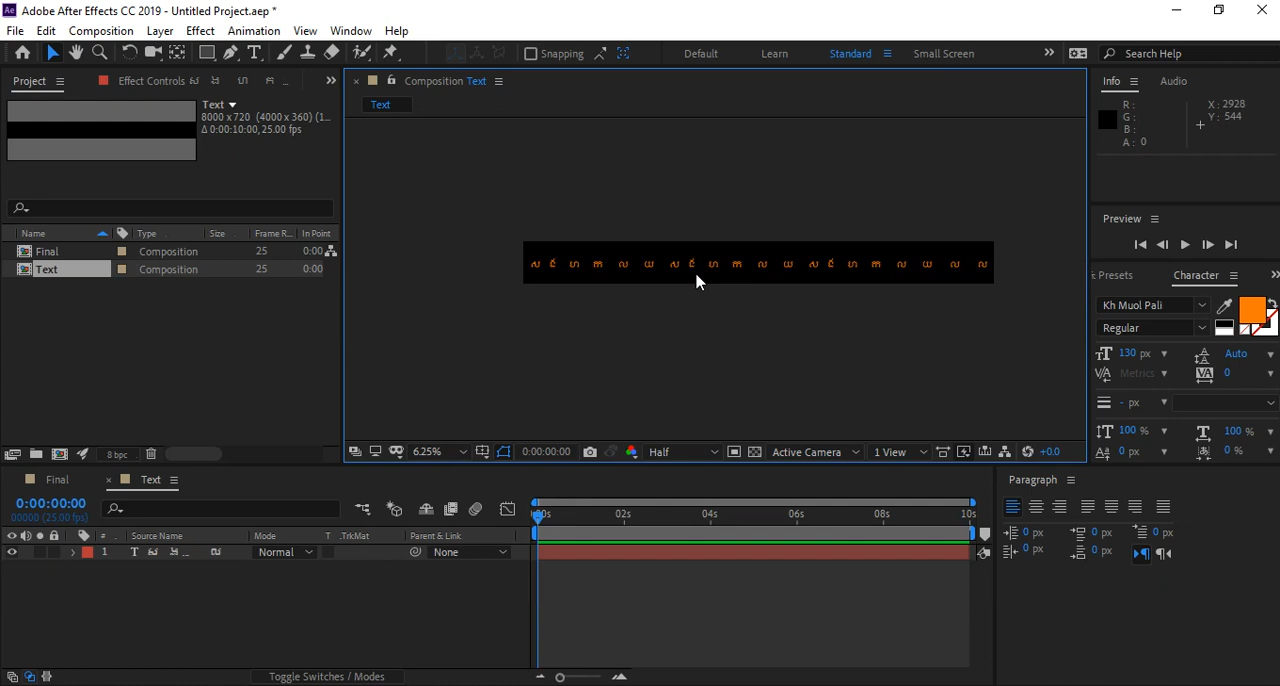 Adobe After Effects CC 2019 - Untitled Project.aep *
File Edit Composition Layer Effect Animation View Window Help
Snapping Default Learn Standard Small Screen Search Help
Project Effect Controls
Composition Text
Info Audio
Text
Text
8000 x 720 (4000 x 360) (1...
Δ 0:00:10:00, 25.00 fps
R:
G:
B:
A: 0
X: 2928
Y: 544
Preview
Name Type Size Frame R... In Point
Final Composition 25 0:00
Text Composition 25 0:00
Presets Character
Kh Muol Pali
Regular
130 px Auto
Metrics 0
- px
100 % 100 %
0 px 0 %
8 bpc
6.25% 0:00:00:00 Half Active Camera 1 View +0.0
Final Text
Paragraph
0:00:00:00
00000 (25.00 fps)
:00s 02s 04s 06s 08s 10s
# Source Name Mode T .TrkMat Parent & Link
1 T Normal None
0 px 0 px 0 px
0 px 0 px
Toggle Switches / Modes